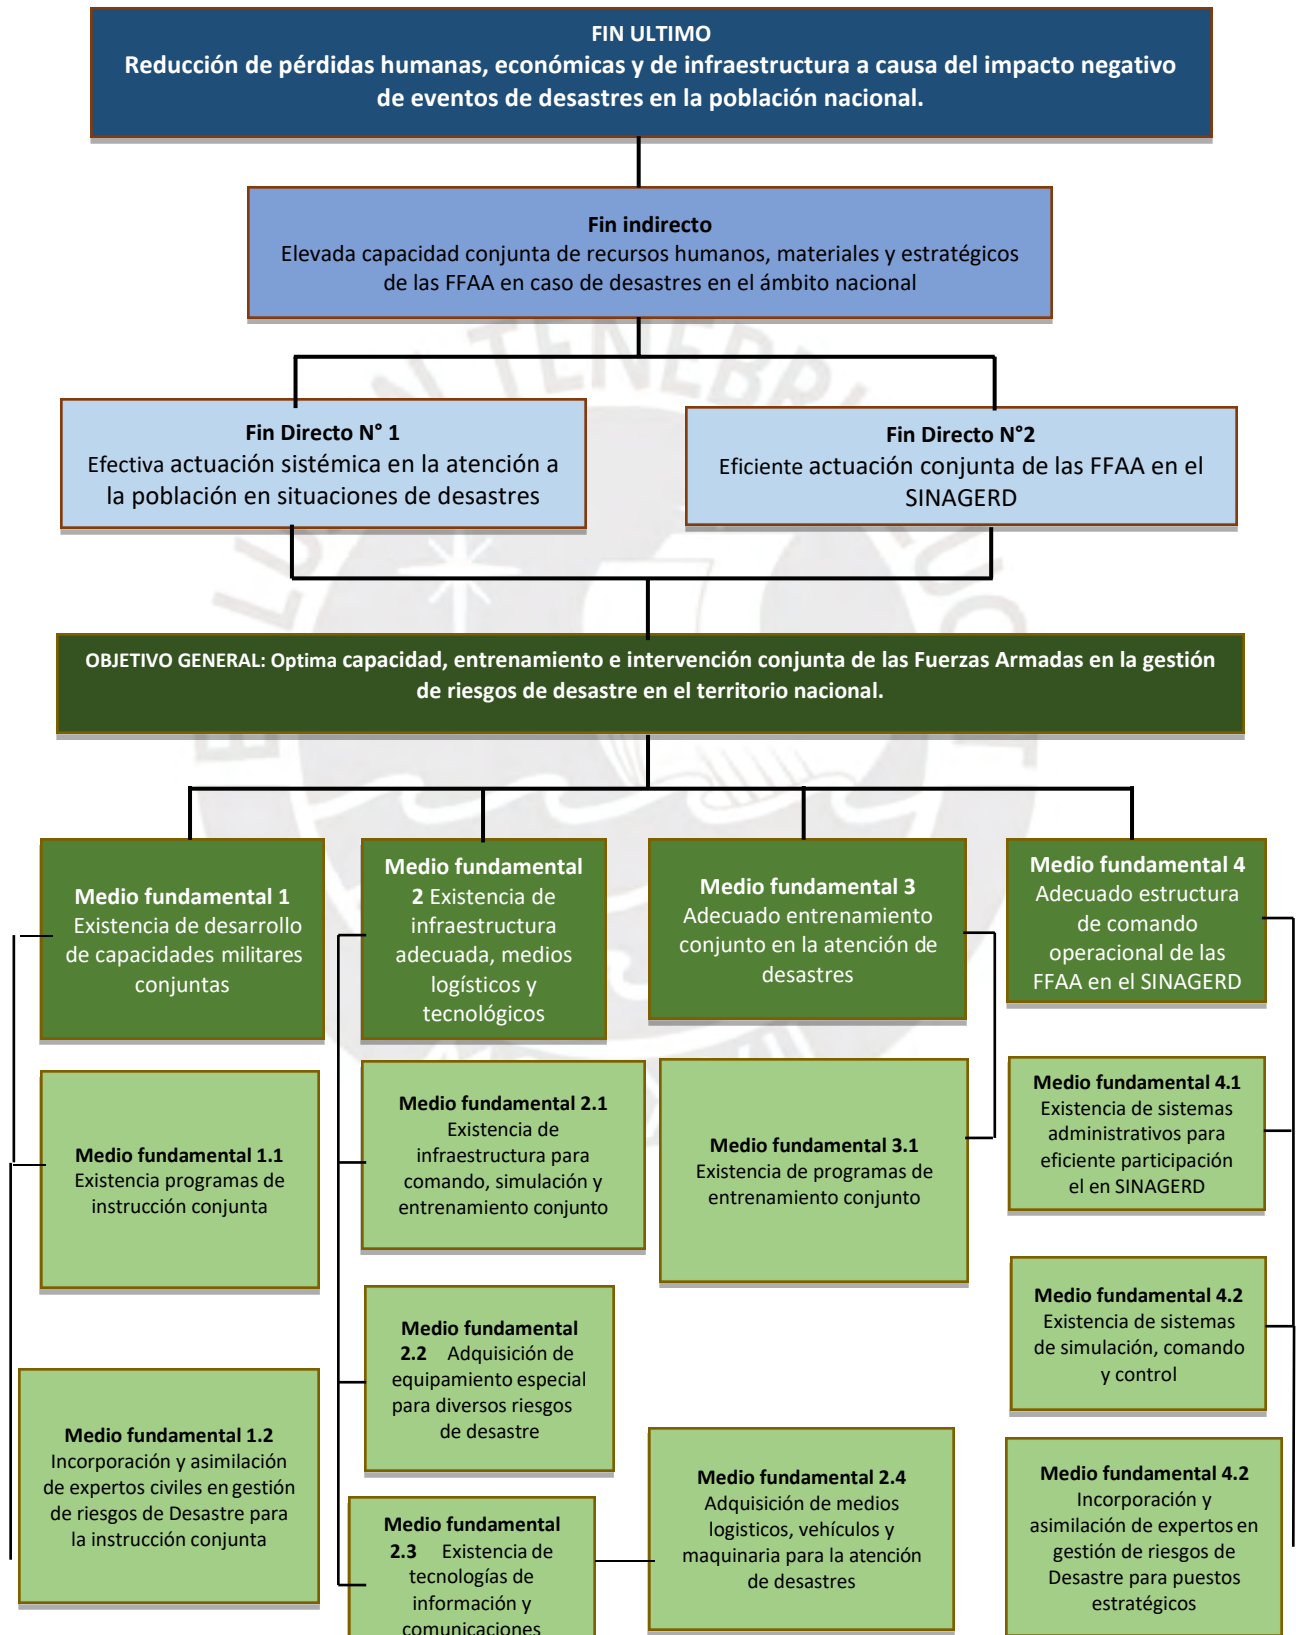 FIN ULTIMO
Reducción de pérdidas humanas, económicas y de infraestructura a causa del impacto negativo
de eventos de desastres en la población nacional.
Fin indirecto
Elevada capacidad conjunta de recursos humanos, materiales y estratégicos
de las FFAA en caso de desastres en el ámbito nacional
Fin Directo N° 1
Efectiva actuación sistémica en la atención a
la población en situaciones de desastres
Fin Directo N°2
Eficiente actuación conjunta de las FFAA en el
SINAGERD
OBJETIVO GENERAL: Optima capacidad, entrenamiento e intervención conjunta de las Fuerzas Armadas en la gestión
de riesgos de desastre en el territorio nacional.
Medio fundamental 1
Existencia de desarrollo
de capacidades militares
conjuntas
Medio fundamental
2 Existencia de
infraestructura
adecuada, medios
logísticos y
tecnológicos
Medio fundamental 3
Adecuado entrenamiento
conjunto en la atención de
desastres
Medio fundamental 4
Adecuado estructura
de comando
operacional de las
FFAA en el SINAGERD
Medio fundamental 1.1
Existencia programas de
instrucción conjunta
Medio fundamental 2.1
Existencia de
infraestructura para
comando, simulación y
entrenamiento conjunto
Medio fundamental 3.1
Existencia de programas de
entrenamiento conjunto
Medio fundamental 4.1
Existencia de sistemas
administrativos para
eficiente participación
el en SINAGERD
Medio fundamental
2.2 Adquisición de
equipamiento especial
para diversos riesgos
de desastre
Medio fundamental 4.2
Existencia de sistemas
de simulación, comando
y control
Medio fundamental 1.2
Incorporación y asimilación
de expertos civiles en gestión
de riesgos de Desastre para
la instrucción conjunta
Medio fundamental
2.3 Existencia de
tecnologías de
información y
comunicaciones
Medio fundamental 2.4
Adquisición de medios
logisticos, vehículos y
maquinaria para la atención
de desastres
Medio fundamental 4.2
Incorporación y
asimilación de expertos en
gestión de riesgos de
Desastre para puestos
estratégicos